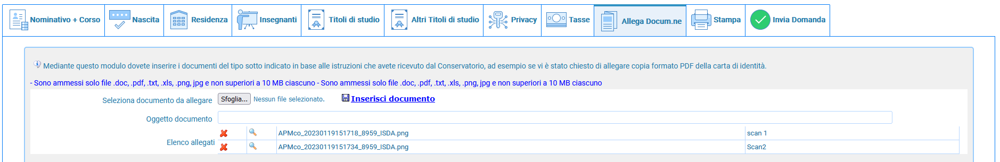 Nominativo + Corso Nascita Residenza Insegnanti Titoli di studio Altri Titoli di studio Privacy Tasse Allega Docum.ne Stampa Invia Domanda
Mediante questo modulo dovete inserire i documenti del tipo sotto indicato in base alle istruzioni che avete ricevuto dal Conservatorio, ad esempio se vi è stato chiesto di allegare copia formato PDF della carta di identità.
- Sono ammessi solo file .doc, .pdf, .txt, .xls, .png, jpg e non superiori a 10 MB ciascuno - Sono ammessi solo file .doc, .pdf, .txt, .xls, .png, jpg e non superiori a 10 MB ciascuno
Seleziona documento da allegare Sfoglia... Nessun file selezionato. Inserisci documento
Oggetto documento
Elenco allegati
APMco_20230119151718_8959_ISDA.png scan 1
APMco_20230119151734_8959_ISDA.png Scan2